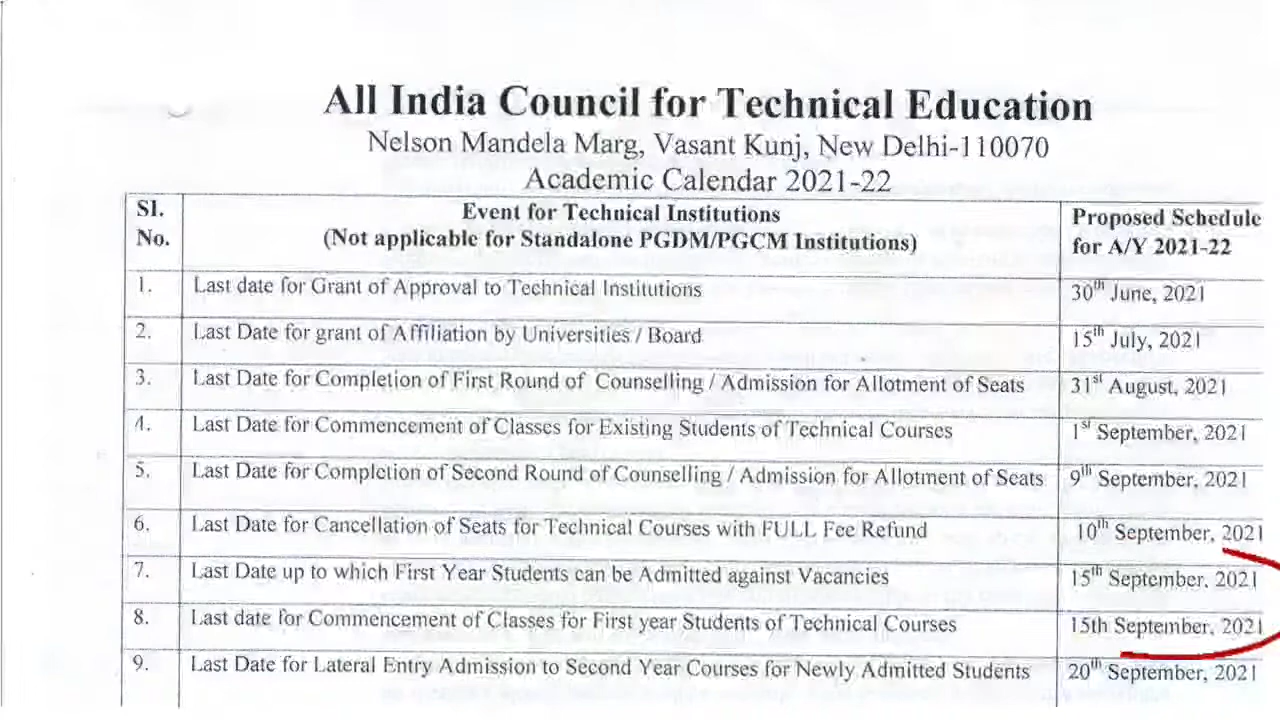 All India Council for Technical Education
Nelson Mandela Marg, Vasant Kunj, New Delhi-110070
Academic Calendar 2021-22
Sl. No. Event for Technical Institutions (Not applicable for Standalone PGDM/PGCM Institutions) Proposed Schedule for A/Y 2021-22
1. Last date for Grant of Approval to Technical Institutions 30th June, 2021
2. Last Date for grant of Affiliation by Universities / Board 15th July, 2021
3. Last Date for Completion of First Round of Counselling / Admission for Allotment of Seats 31st August, 2021
4. Last Date for Commencement of Classes for Existing Students of Technical Courses 1st September, 2021
5. Last Date for Completion of Second Round of Counselling / Admission for Allotment of Seats 9th September, 2021
6. Last Date for Cancellation of Seats for Technical Courses with FULL Fee Refund 10th September, 2021
7. Last Date up to which First Year Students can be Admitted against Vacancies 15th September, 2021
8. Last date for Commencement of Classes for First year Students of Technical Courses 15th September, 2021
9. Last Date for Lateral Entry Admission to Second Year Courses for Newly Admitted Students 20th September, 2021